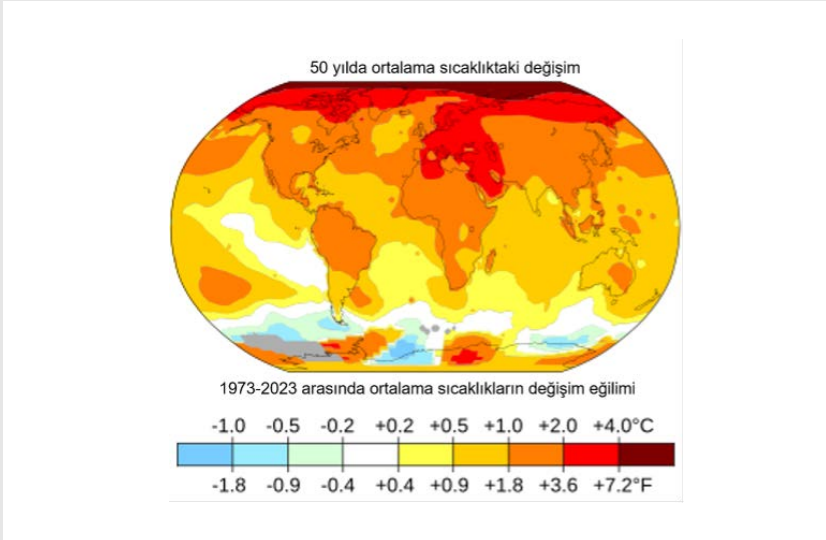 50 yılda ortalama sıcaklıktaki değişim
1973-2023 arasında ortalama sıcaklıkların değişim eğilimi
-1.0 -0.5 -0.2 +0.2 +0.5 +1.0 +2.0 +4.0°C
-1.8 -0.9 -0.4 +0.4 +0.9 +1.8 +3.6 +7.2°F